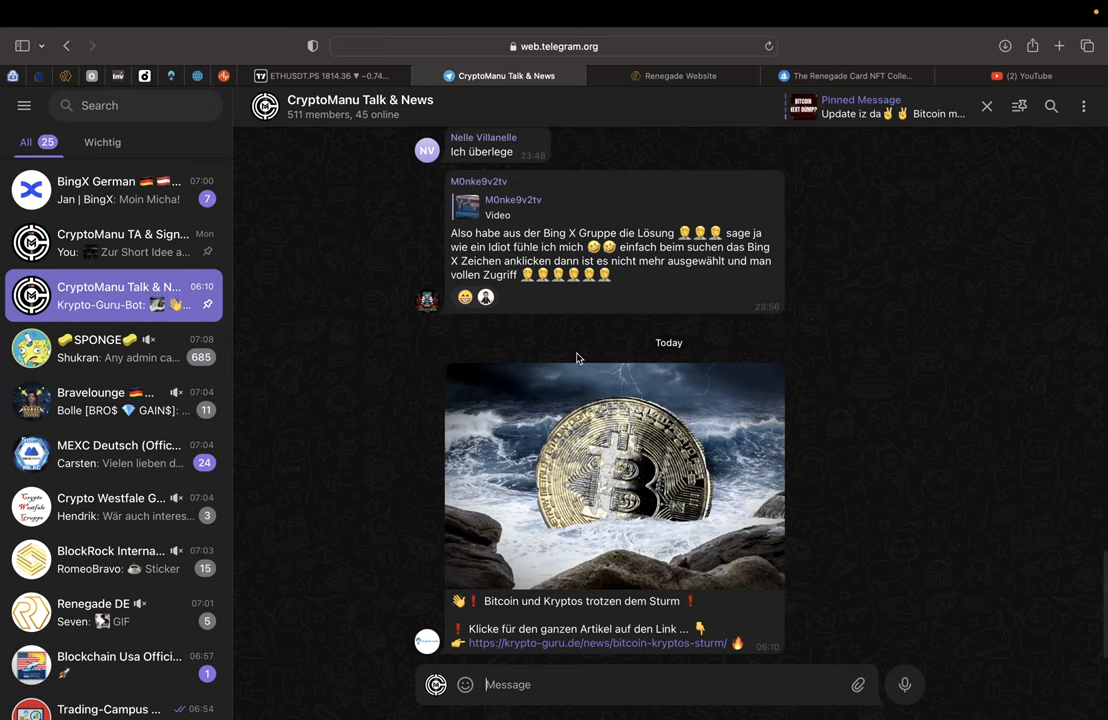 web.telegram.org
ETHUSDT.PS 1814.36 ▼ −0.74...
CryptoManu Talk & News
Renegade Website
The Renegade Card NFT Colle...
(2) YouTube
Search
All 25
Wichtig
BingX German 🇩🇪 🇦🇹... 07:00
Jan | BingX: Moin Micha! 7
CryptoManu TA & Sign... Mon
You: Zur Short Idee a...
CryptoManu Talk & N... 06:10
Krypto-Guru-Bot: 👋...
🧽SPONGE🧽 07:08
Shukran: Any admin ca... 685
Bravelounge 🇩🇪... 07:04
Bolle [BRO$ 💎 GAIN$]: ... 11
MEXC Deutsch (Offic... 07:04
Carsten: Vielen lieben d... 24
Crypto Westfale G... 07:04
Hendrik: Wär auch interes... 3
BlockRock Interna... 07:03
RomeoBravo: ☕ Sticker 15
Renegade DE 07:01
Seven: GIF 5
Blockchain Usa Offici... 06:57
🚀 1
Trading-Campus ... 06:54
CryptoManu Talk & News
511 members, 45 online
BITCOIN
NEXT DUMP?
Pinned Message
Update iz da✌️✌️ Bitcoin m...
NV
Nelle Villanelle
Ich überlege 23:48
M0nke9v2tv
M0nke9v2tv
Video
Also habe aus der Bing X Gruppe die Lösung 🤦🤦🤦 sage ja
wie ein Idiot fühle ich mich 🤣🤣 einfach beim suchen das Bing
X Zeichen anklicken dann ist es nicht mehr ausgewählt und man
vollen Zugriff 🤦🤦🤦🤦🤦🤦
23:56
Today
👋❗ Bitcoin und Kryptos trotzen dem Sturm ❗
❗ Klicke für den ganzen Artikel auf den Link ... 👇
👉 https://krypto-guru.de/news/bitcoin-kryptos-sturm/ 🔥 06:10
Message